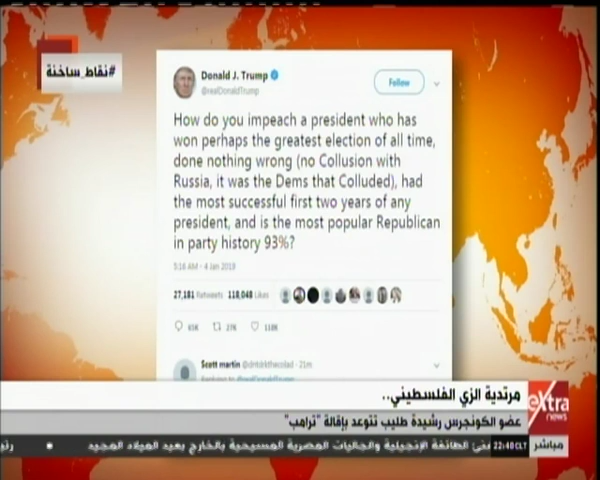 #نقاط_ساخنة
Donald J. Trump
@realDonaldTrump
Follow
How do you impeach a president who has
won perhaps the greatest election of all time,
done nothing wrong (no Collusion with
Russia, it was the Dems that Colluded), had
the most successful first two years of any
president, and is the most popular Republican
in party history 93%?
5:16 AM - 4 Jan 2019
27,181 Retweets 118,048 Likes
27K 118K
Scott martin - 21m
مرتدية الزي الفلسطيني..
عضو الكونجرس رشيدة طليب تتوعد بإقالة "ترامب"
extra
news
مباشر
22:40 CLT
الطائفة الإنجيلية والجاليات المصرية المسيحية بالخارج بعيد الميلاد المجيد